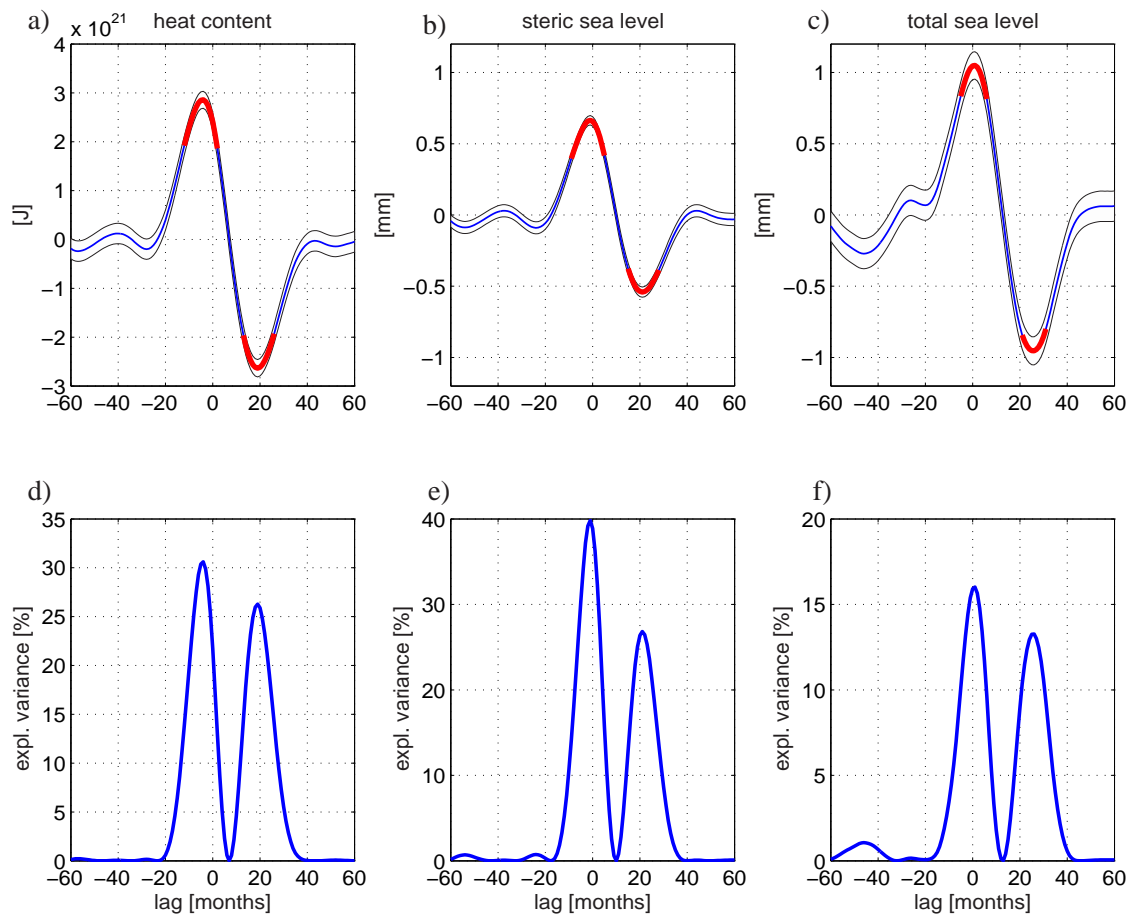 a) heat content
x 10^21
4
3
2
1
0
−1
−2
−3
[J]
−60 −40 −20 0 20 40 60
b) steric sea level
1
0.5
0
−0.5
−1
[mm]
−60 −40 −20 0 20 40 60
c) total sea level
1
0.5
0
−0.5
−1
[mm]
−60 −40 −20 0 20 40 60
d)
35
30
25
20
15
10
5
0
expl. variance [%]
−60 −40 −20 0 20 40 60
lag [months]
e)
40
30
20
10
0
expl. variance [%]
−60 −40 −20 0 20 40 60
lag [months]
f)
20
15
10
5
0
expl. variance [%]
−60 −40 −20 0 20 40 60
lag [months]